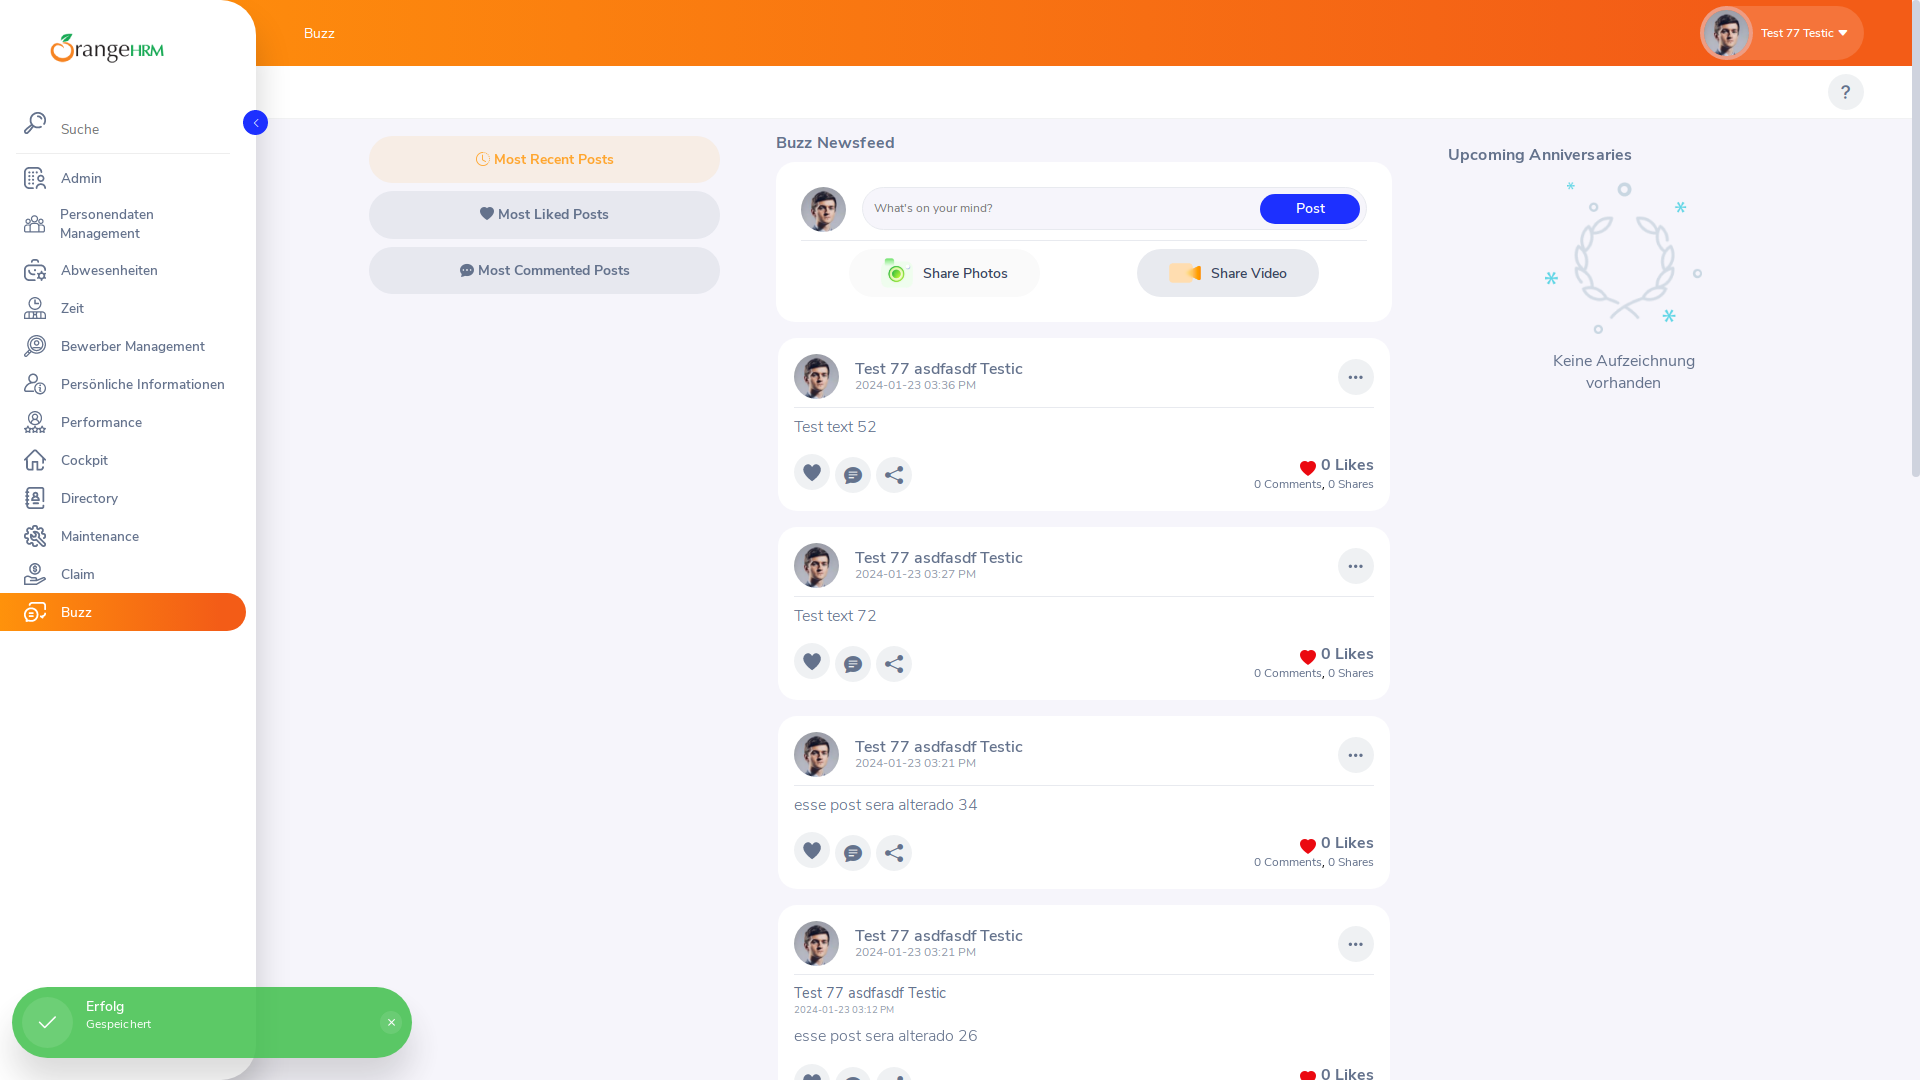 OrangeHRM
Suche
Admin
Personendaten
Management
Abwesenheiten
Zeit
Bewerber Management
Persönliche Informationen
Performance
Cockpit
Directory
Maintenance
Claim
Buzz
Buzz
Test 77 Testic
?
Most Recent Posts
Most Liked Posts
Most Commented Posts
Buzz Newsfeed
What's on your mind?
Post
Share Photos
Share Video
Test 77 asdfasdf Testic
2024-01-23 03:36 PM
Test text 52
0 Likes
0 Comments, 0 Shares
Test 77 asdfasdf Testic
2024-01-23 03:27 PM
Test text 72
0 Likes
0 Comments, 0 Shares
Test 77 asdfasdf Testic
2024-01-23 03:21 PM
esse post sera alterado 34
0 Likes
0 Comments, 0 Shares
Test 77 asdfasdf Testic
2024-01-23 03:21 PM
Test 77 asdfasdf Testic
2024-01-23 03:12 PM
esse post sera alterado 26
0 Likes
Upcoming Anniversaries
Keine Aufzeichnung
vorhanden
Erfolg
Gespeichert
×